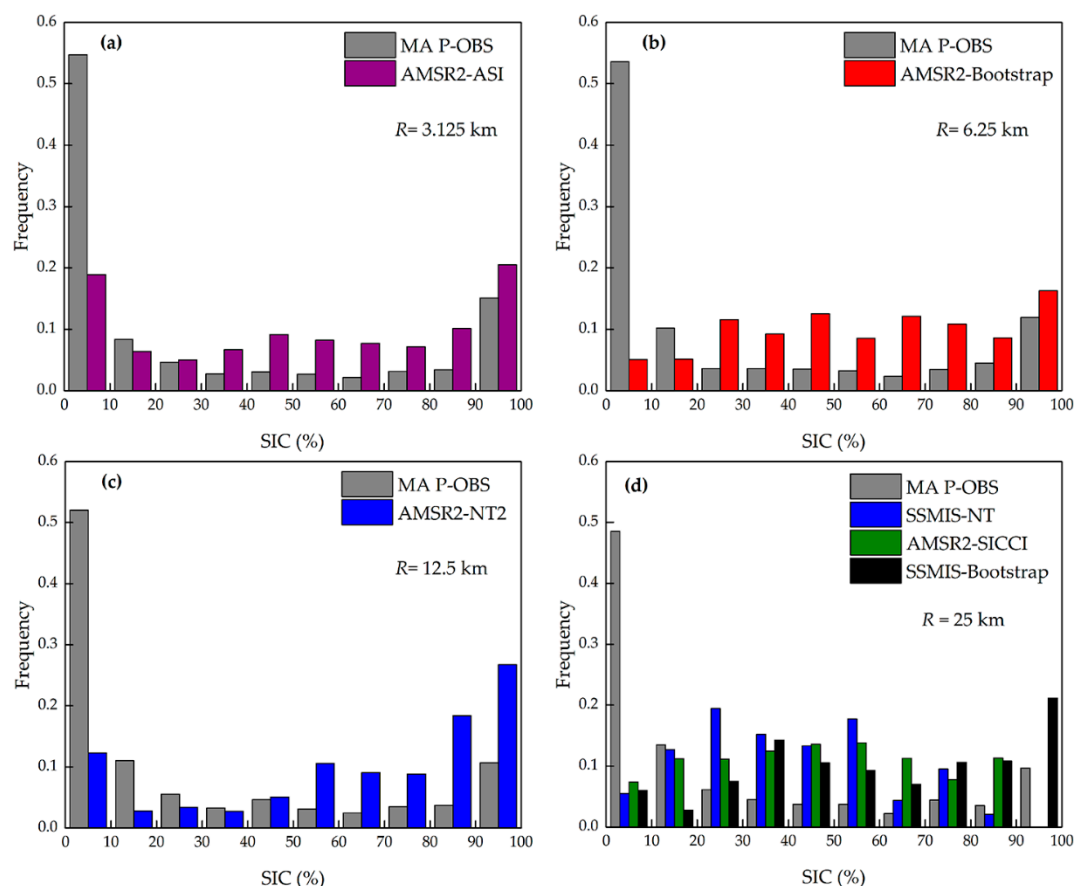 (a)
MA P-OBS
AMSR2-ASI
R= 3.125 km
Frequency
0.6
0.5
0.4
0.3
0.2
0.1
0.0
0 10 20 30 40 50 60 70 80 90 100
SIC (%)
(b)
MA P-OBS
AMSR2-Bootstrap
R= 6.25 km
Frequency
0.6
0.5
0.4
0.3
0.2
0.1
0.0
0 10 20 30 40 50 60 70 80 90 100
SIC (%)
(c)
MA P-OBS
AMSR2-NT2
R= 12.5 km
Frequency
0.6
0.5
0.4
0.3
0.2
0.1
0.0
0 10 20 30 40 50 60 70 80 90 100
SIC (%)
(d)
MA P-OBS
SSMIS-NT
AMSR2-SICCI
SSMIS-Bootstrap
R = 25 km
Frequency
0.6
0.5
0.4
0.3
0.2
0.1
0.0
0 10 20 30 40 50 60 70 80 90 100
SIC (%)